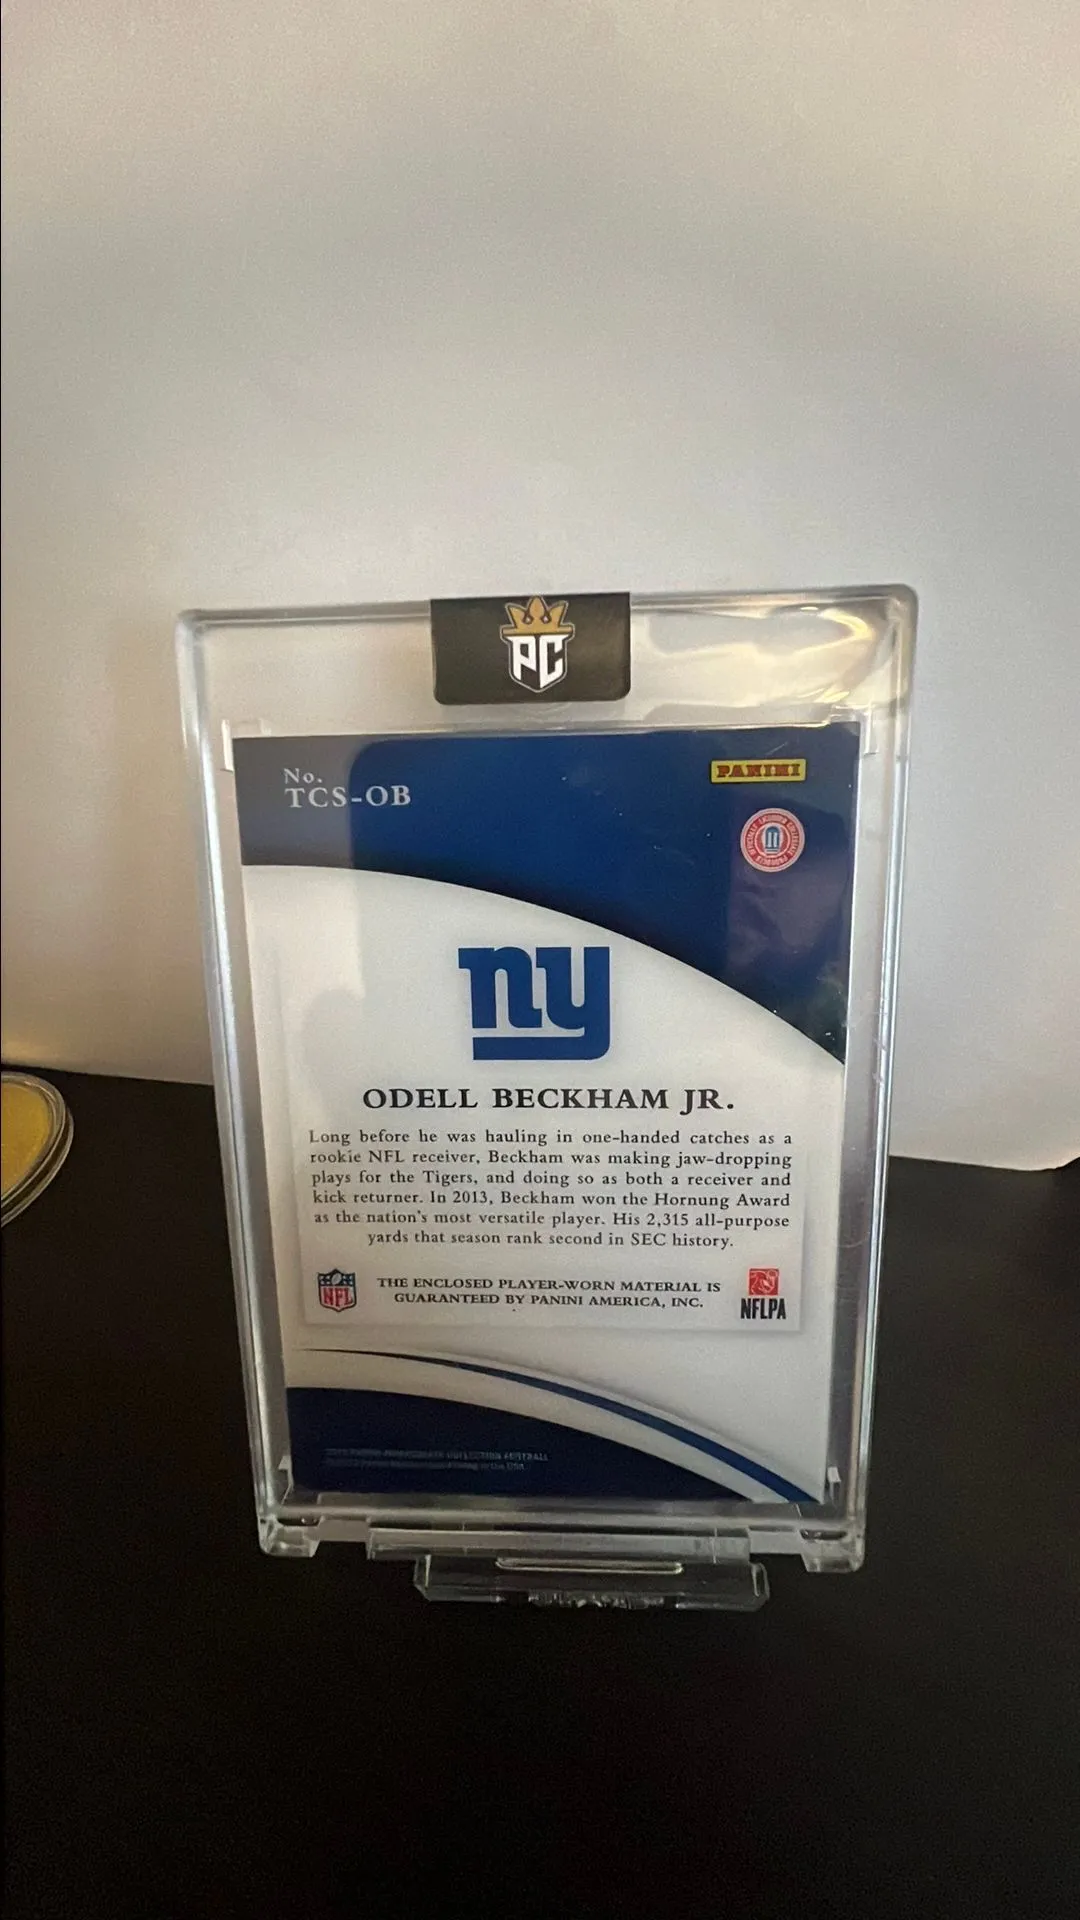 PC
No.
TCS-OB
PANINI
OFFICIALLY LICENSED COLLEGIATE PRODUCTS
ny
ODELL BECKHAM JR.
Long before he was hauling in one-handed catches as a
rookie NFL receiver, Beckham was making jaw-dropping
plays for the Tigers, and doing so as both a receiver and
kick returner. In 2013, Beckham won the Hornung Award
as the nation's most versatile player. His 2,315 all-purpose
yards that season rank second in SEC history.
NFL
THE ENCLOSED PLAYER-WORN MATERIAL IS
GUARANTEED BY PANINI AMERICA, INC.
NFLPA